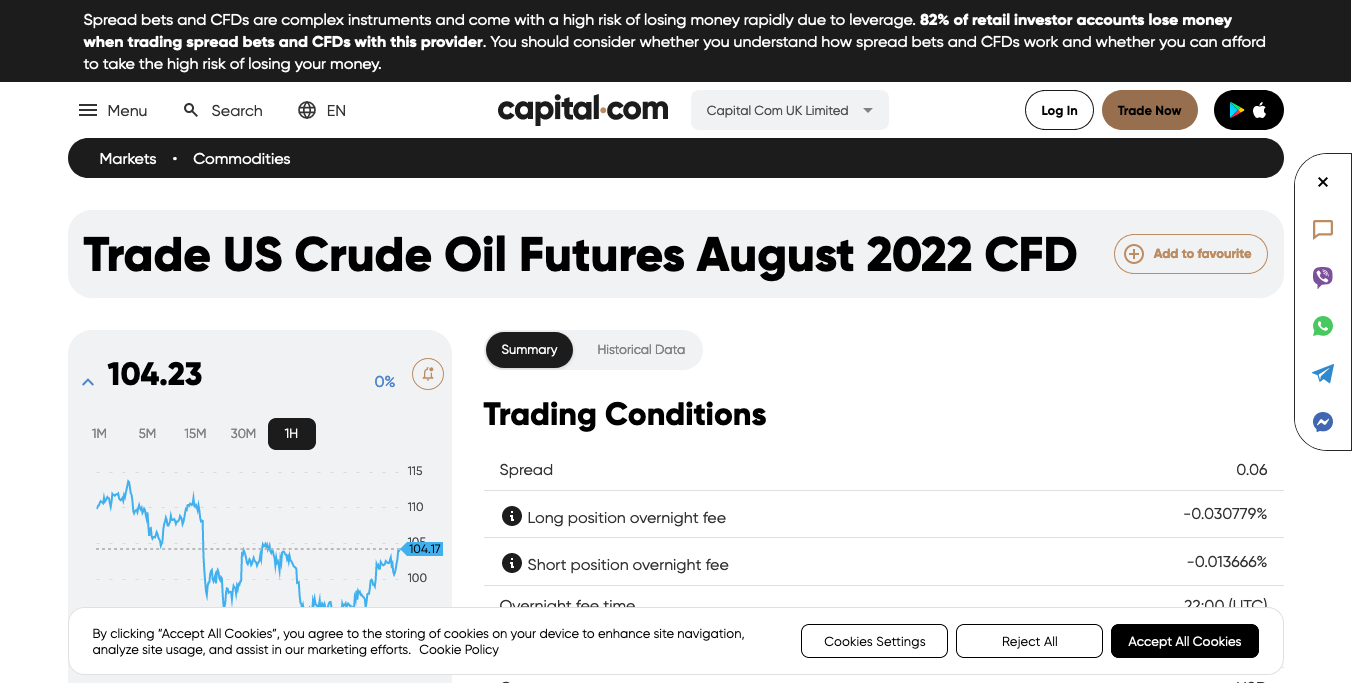 Spread bets and CFDs are complex instruments and come with a high risk of losing money rapidly due to leverage. 82% of retail investor accounts lose money
when trading spread bets and CFDs with this provider. You should consider whether you understand how spread bets and CFDs work and whether you can afford
to take the high risk of losing your money.
Menu Search EN capital.com Capital Com UK Limited Log In Trade Now
Markets • Commodities
Trade US Crude Oil Futures August 2022 CFD Add to favourite
104.23 0%
1M 5M 15M 30M 1H
115
110
105
104.17
100
Summary Historical Data
Trading Conditions
Spread 0.06
Long position overnight fee -0.030779%
Short position overnight fee -0.013666%
Overnight fee time 22:00 (UTC)
By clicking “Accept All Cookies”, you agree to the storing of cookies on your device to enhance site navigation,
analyze site usage, and assist in our marketing efforts. Cookie Policy
Cookies Settings Reject All Accept All Cookies